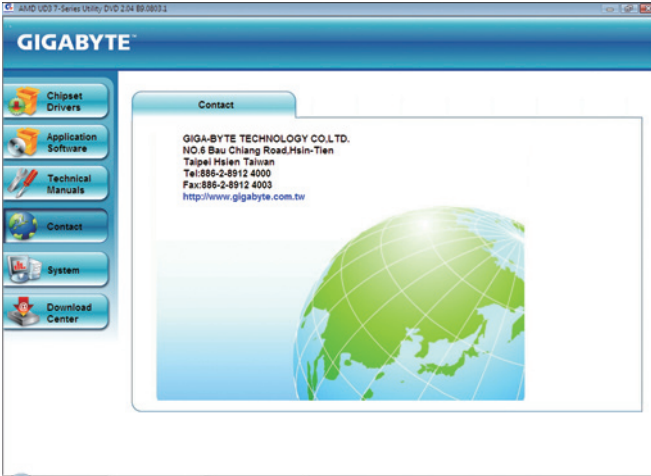 AMD UD3 7-Series Utility DVD 2.04 B9.0803.1
GIGABYTE™
Chipset
Drivers
Application
Software
Technical
Manuals
Contact
System
Download
Center
Contact
GIGA-BYTE TECHNOLOGY CO.,LTD.
NO.6 Bau Chiang Road,Hsin-Tien
Taipei Hsien Taiwan
Tel:886-2-8912 4000
Fax:886-2-8912 4003
http://www.gigabyte.com.tw